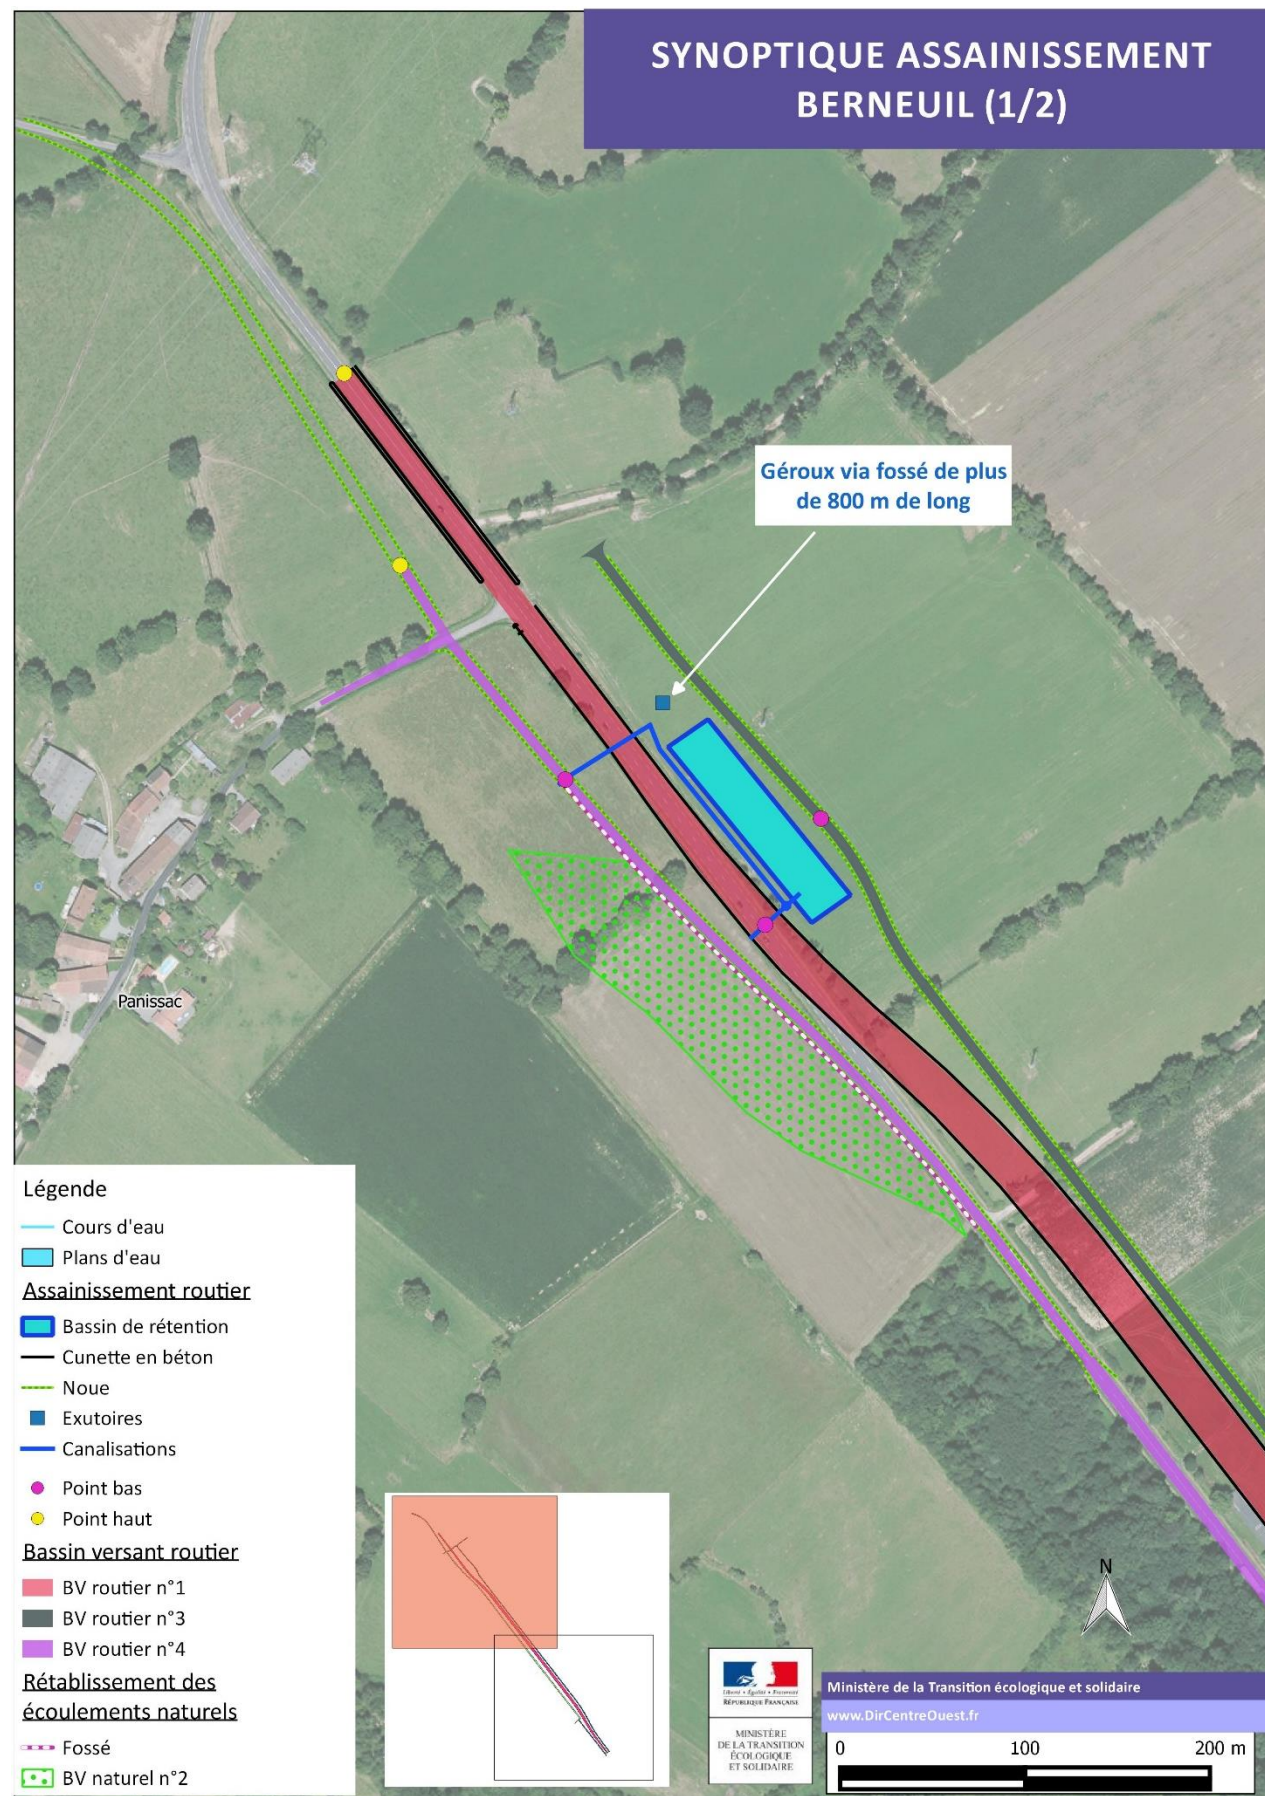 SYNOPTIQUE ASSAINISSEMENT
BERNEUIL (1/2)
Géroux via fossé de plus
de 800 m de long
Panissac
Légende
Cours d'eau
Plans d'eau
Assainissement routier
Bassin de rétention
Cunette en béton
Noue
Exutoires
Canalisations
Point bas
Point haut
Bassin versant routier
BV routier n°1
BV routier n°3
BV routier n°4
Rétablissement des
écoulements naturels
Fossé
BV naturel n°2
N
Liberté • Égalité • Fraternité
RÉPUBLIQUE FRANÇAISE
MINISTÈRE
DE LA TRANSITION
ÉCOLOGIQUE
ET SOLIDAIRE
Ministère de la Transition écologique et solidaire
www.DirCentreOuest.fr
0 100 200 m